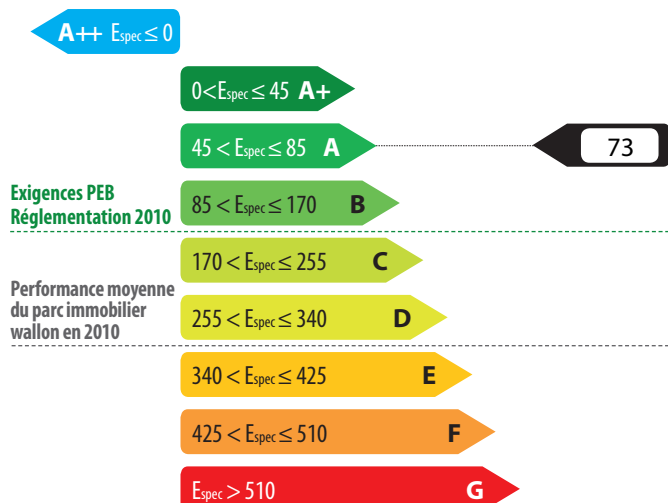 A++ Espec ≤ 0
0<Espec ≤ 45 A+
45 < Espec ≤ 85 A
73
Exigences PEB
Réglementation 2010
85 < Espec ≤ 170 B
170 < Espec ≤ 255 C
Performance moyenne
du parc immobilier
wallon en 2010
255 < Espec ≤ 340 D
340 < Espec ≤ 425 E
425 < Espec ≤ 510 F
Espec > 510 G